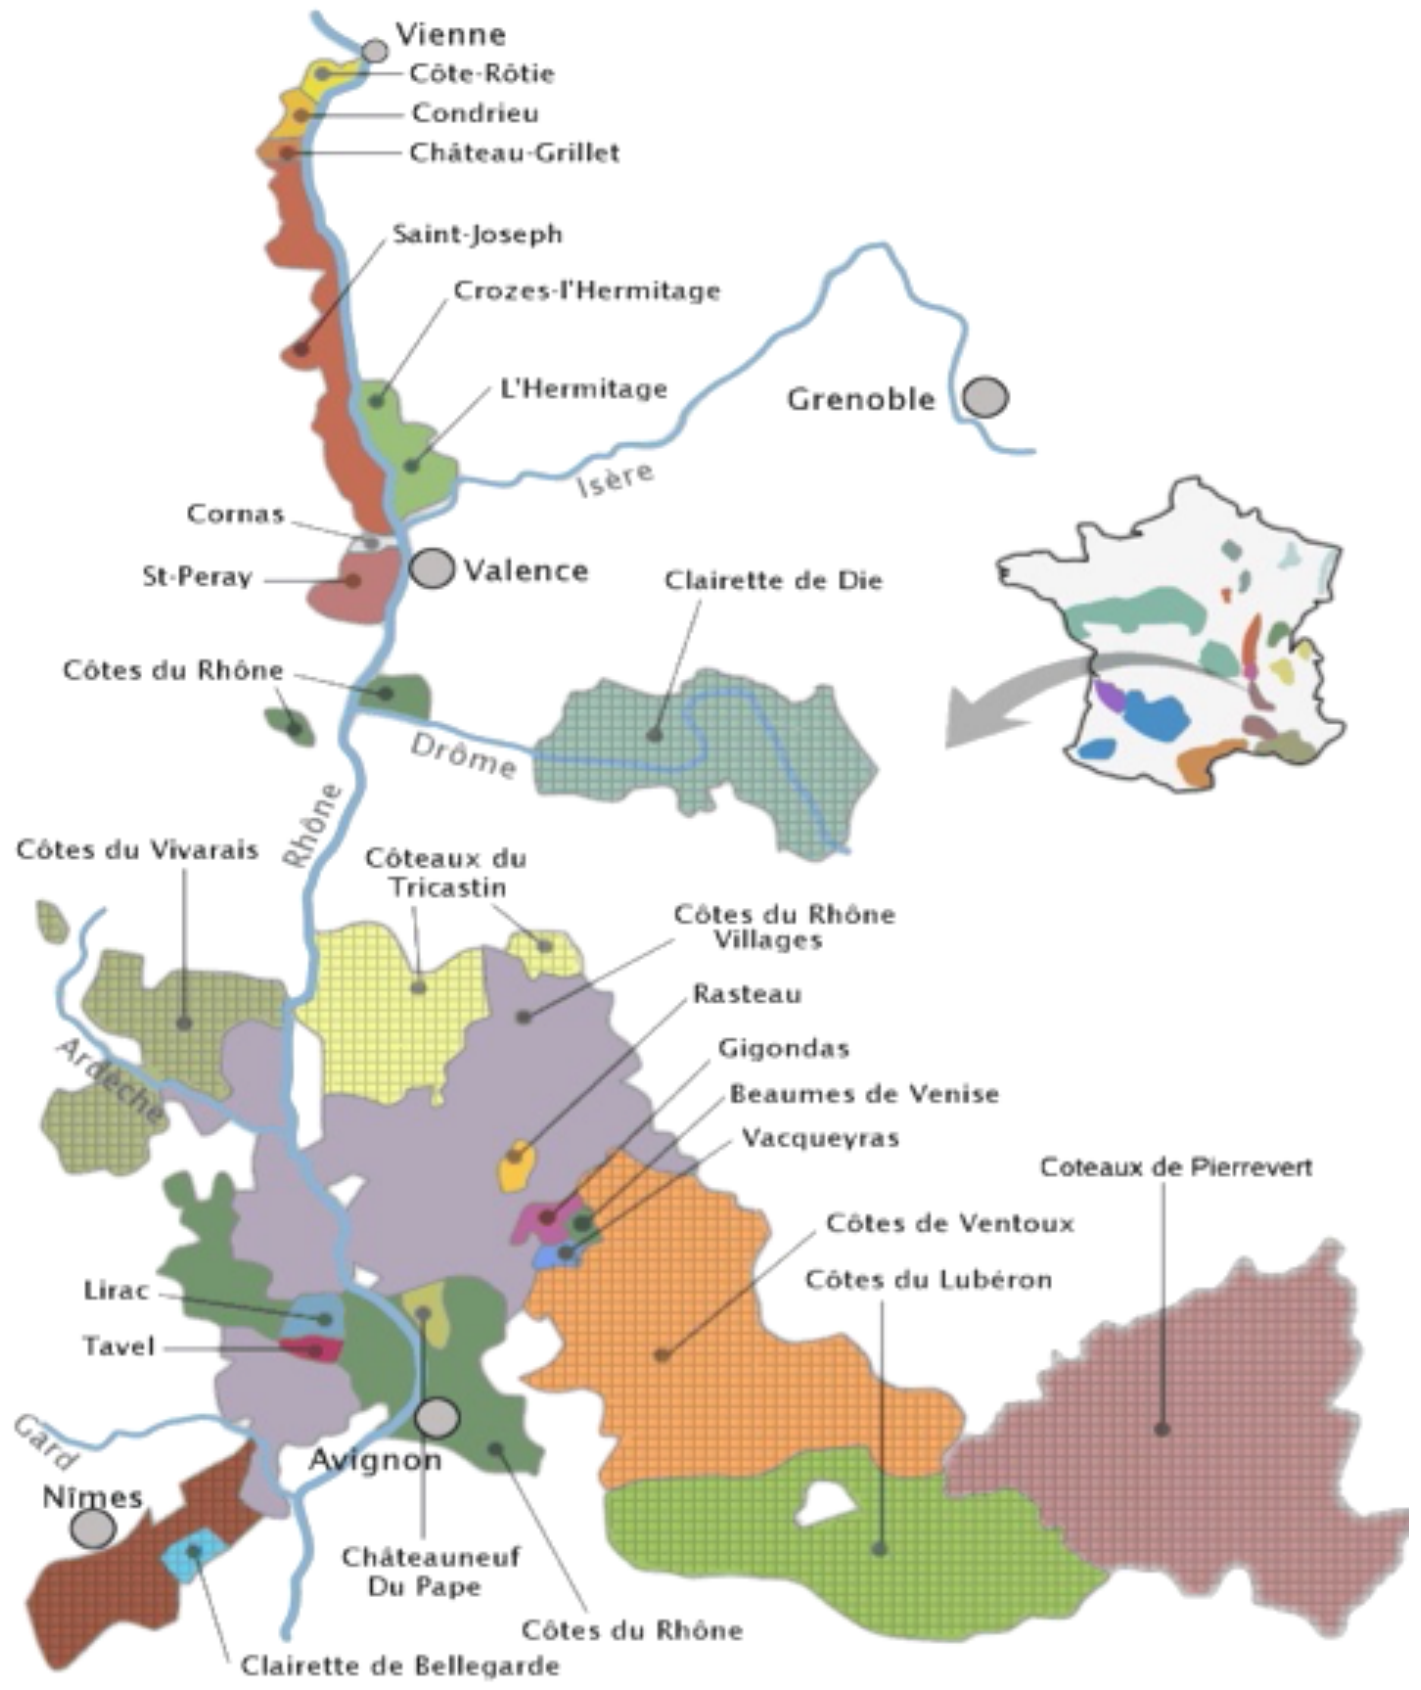 Vienne
Côte-Rôtie
Condrieu
Château-Grillet
Saint-Joseph
Crozes-l'Hermitage
L'Hermitage
Grenoble
Isère
Cornas
Valence
St-Peray
Clairette de Die
Côtes du Rhône
Drôme
Rhône
Côtes du Vivarais
Côteaux du
Tricastin
Côtes du Rhône
Villages
Rasteau
Gigondas
Ardèche
Beaumes de Venise
Vacqueyras
Coteaux de Pierrevert
Côtes de Ventoux
Côtes du Lubéron
Lirac
Tavel
Gard
Avignon
Nîmes
Châteauneuf
Du Pape
Côtes du Rhône
Clairette de Bellegarde